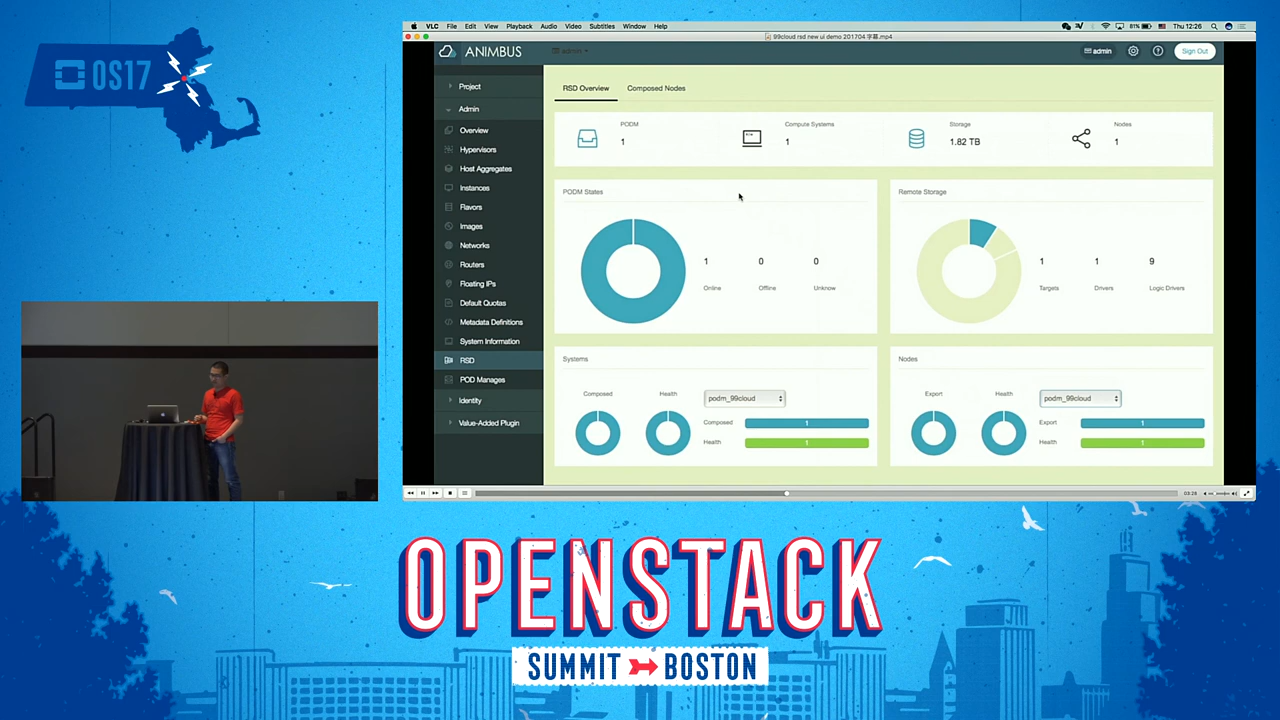 OS17
VLC File Edit View Playback Audio Video Subtitles Window Help
81% Thu 12:26
99cloud rsd new ui demo 201704 字幕.mp4
ANIMBUS
admin
admin
Sign Out
Project
Admin
Overview
Hypervisors
Host Aggregates
Instances
Flavors
Images
Networks
Routers
Floating IPs
Default Quotas
Metadata Definitions
System Information
RSD
POD Manages
Identity
Value-Added Plugin
RSD Overview
Composed Nodes
PODM
1
Compute Systems
1
Storage
1.82 TB
Nodes
1
PODM States
1 0 0
Online Offline Unknow
Remote Storage
1 1 9
Targets Drivers Logic Drivers
Systems
Composed Health podm_99cloud
Composed 1
Health 1
Nodes
Export Health podm_99cloud
Export 1
Health 1
03:28
OPENSTACK
SUMMIT BOSTON